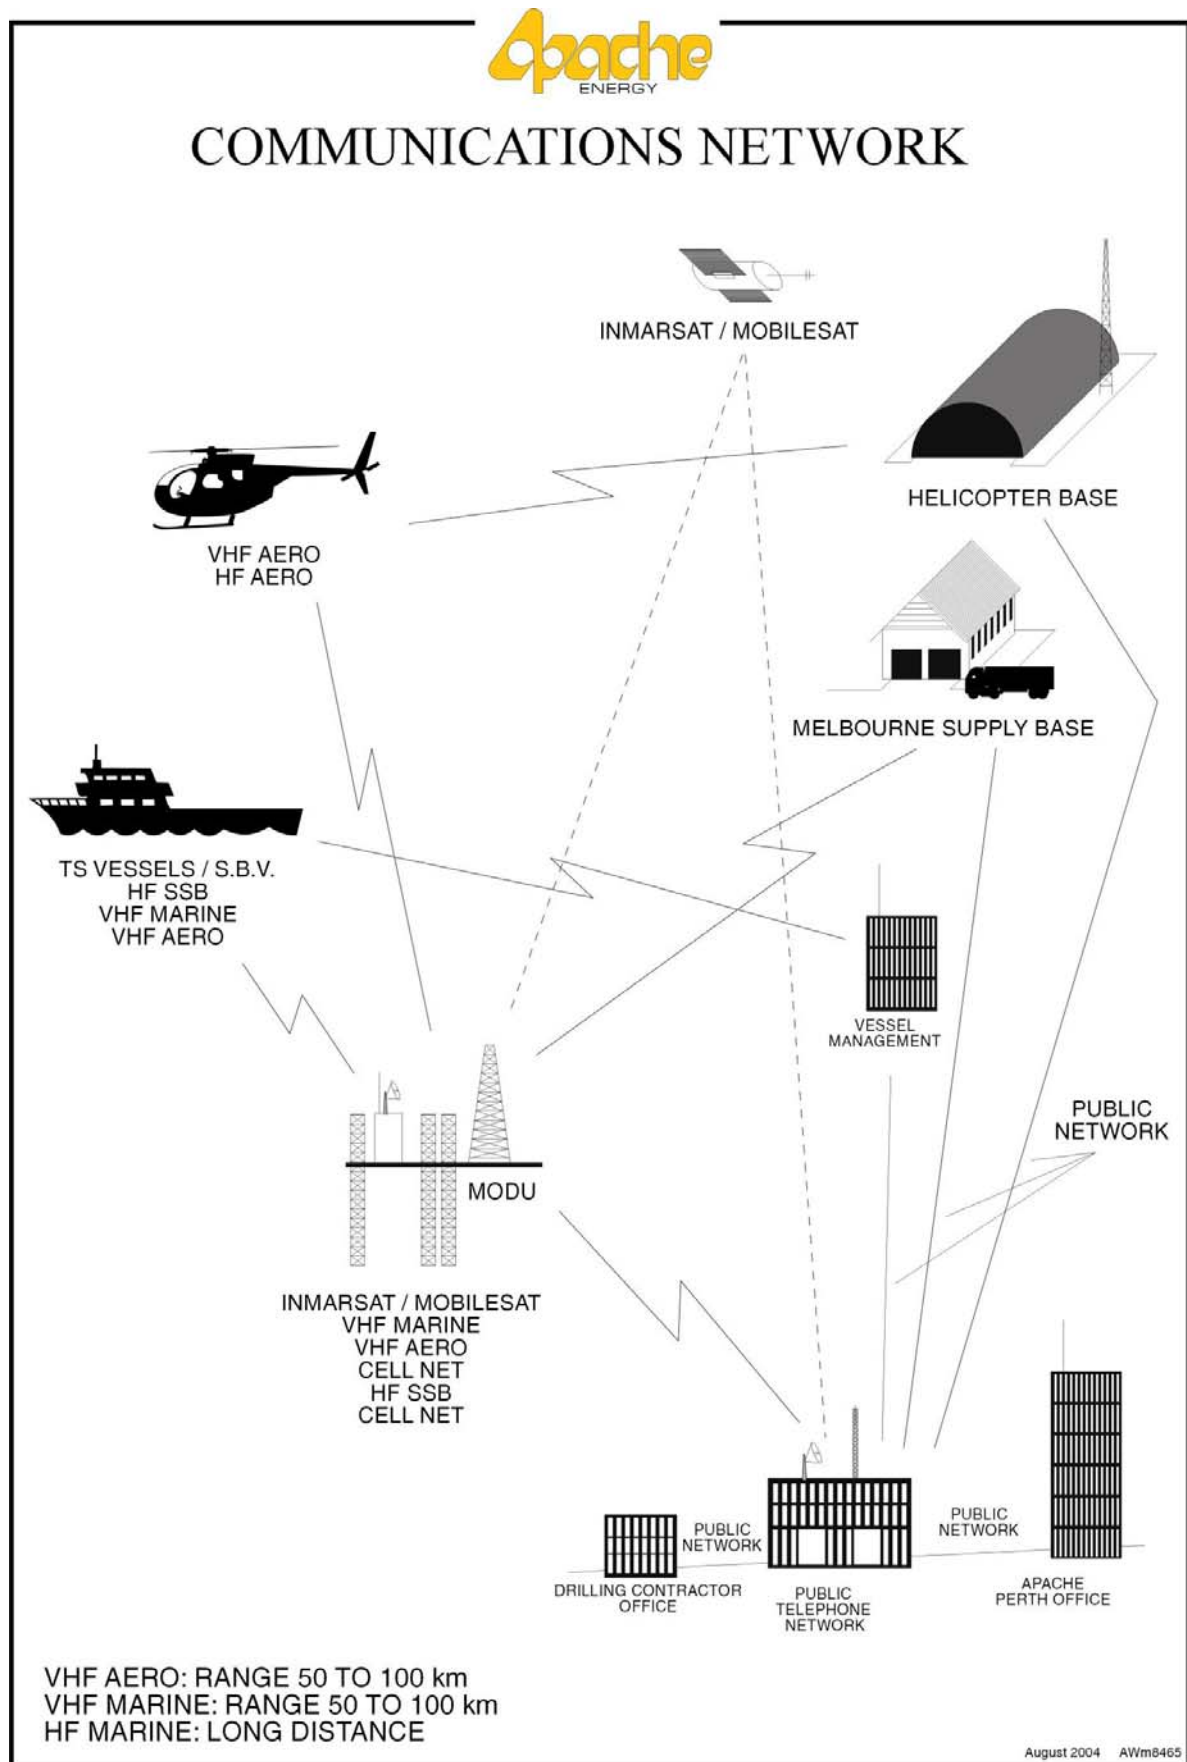 Apache
ENERGY
COMMUNICATIONS NETWORK
INMARSAT / MOBILESAT
HELICOPTER BASE
VHF AERO
HF AERO
MELBOURNE SUPPLY BASE
TS VESSELS / S.B.V.
HF SSB
VHF MARINE
VHF AERO
VESSEL
MANAGEMENT
PUBLIC
NETWORK
MODU
INMARSAT / MOBILESAT
VHF MARINE
VHF AERO
CELL NET
HF SSB
CELL NET
PUBLIC
NETWORK
PUBLIC
NETWORK
DRILLING CONTRACTOR
OFFICE
PUBLIC
TELEPHONE
NETWORK
APACHE
PERTH OFFICE
VHF AERO: RANGE 50 TO 100 km
VHF MARINE: RANGE 50 TO 100 km
HF MARINE: LONG DISTANCE
August 2004 AWm8465